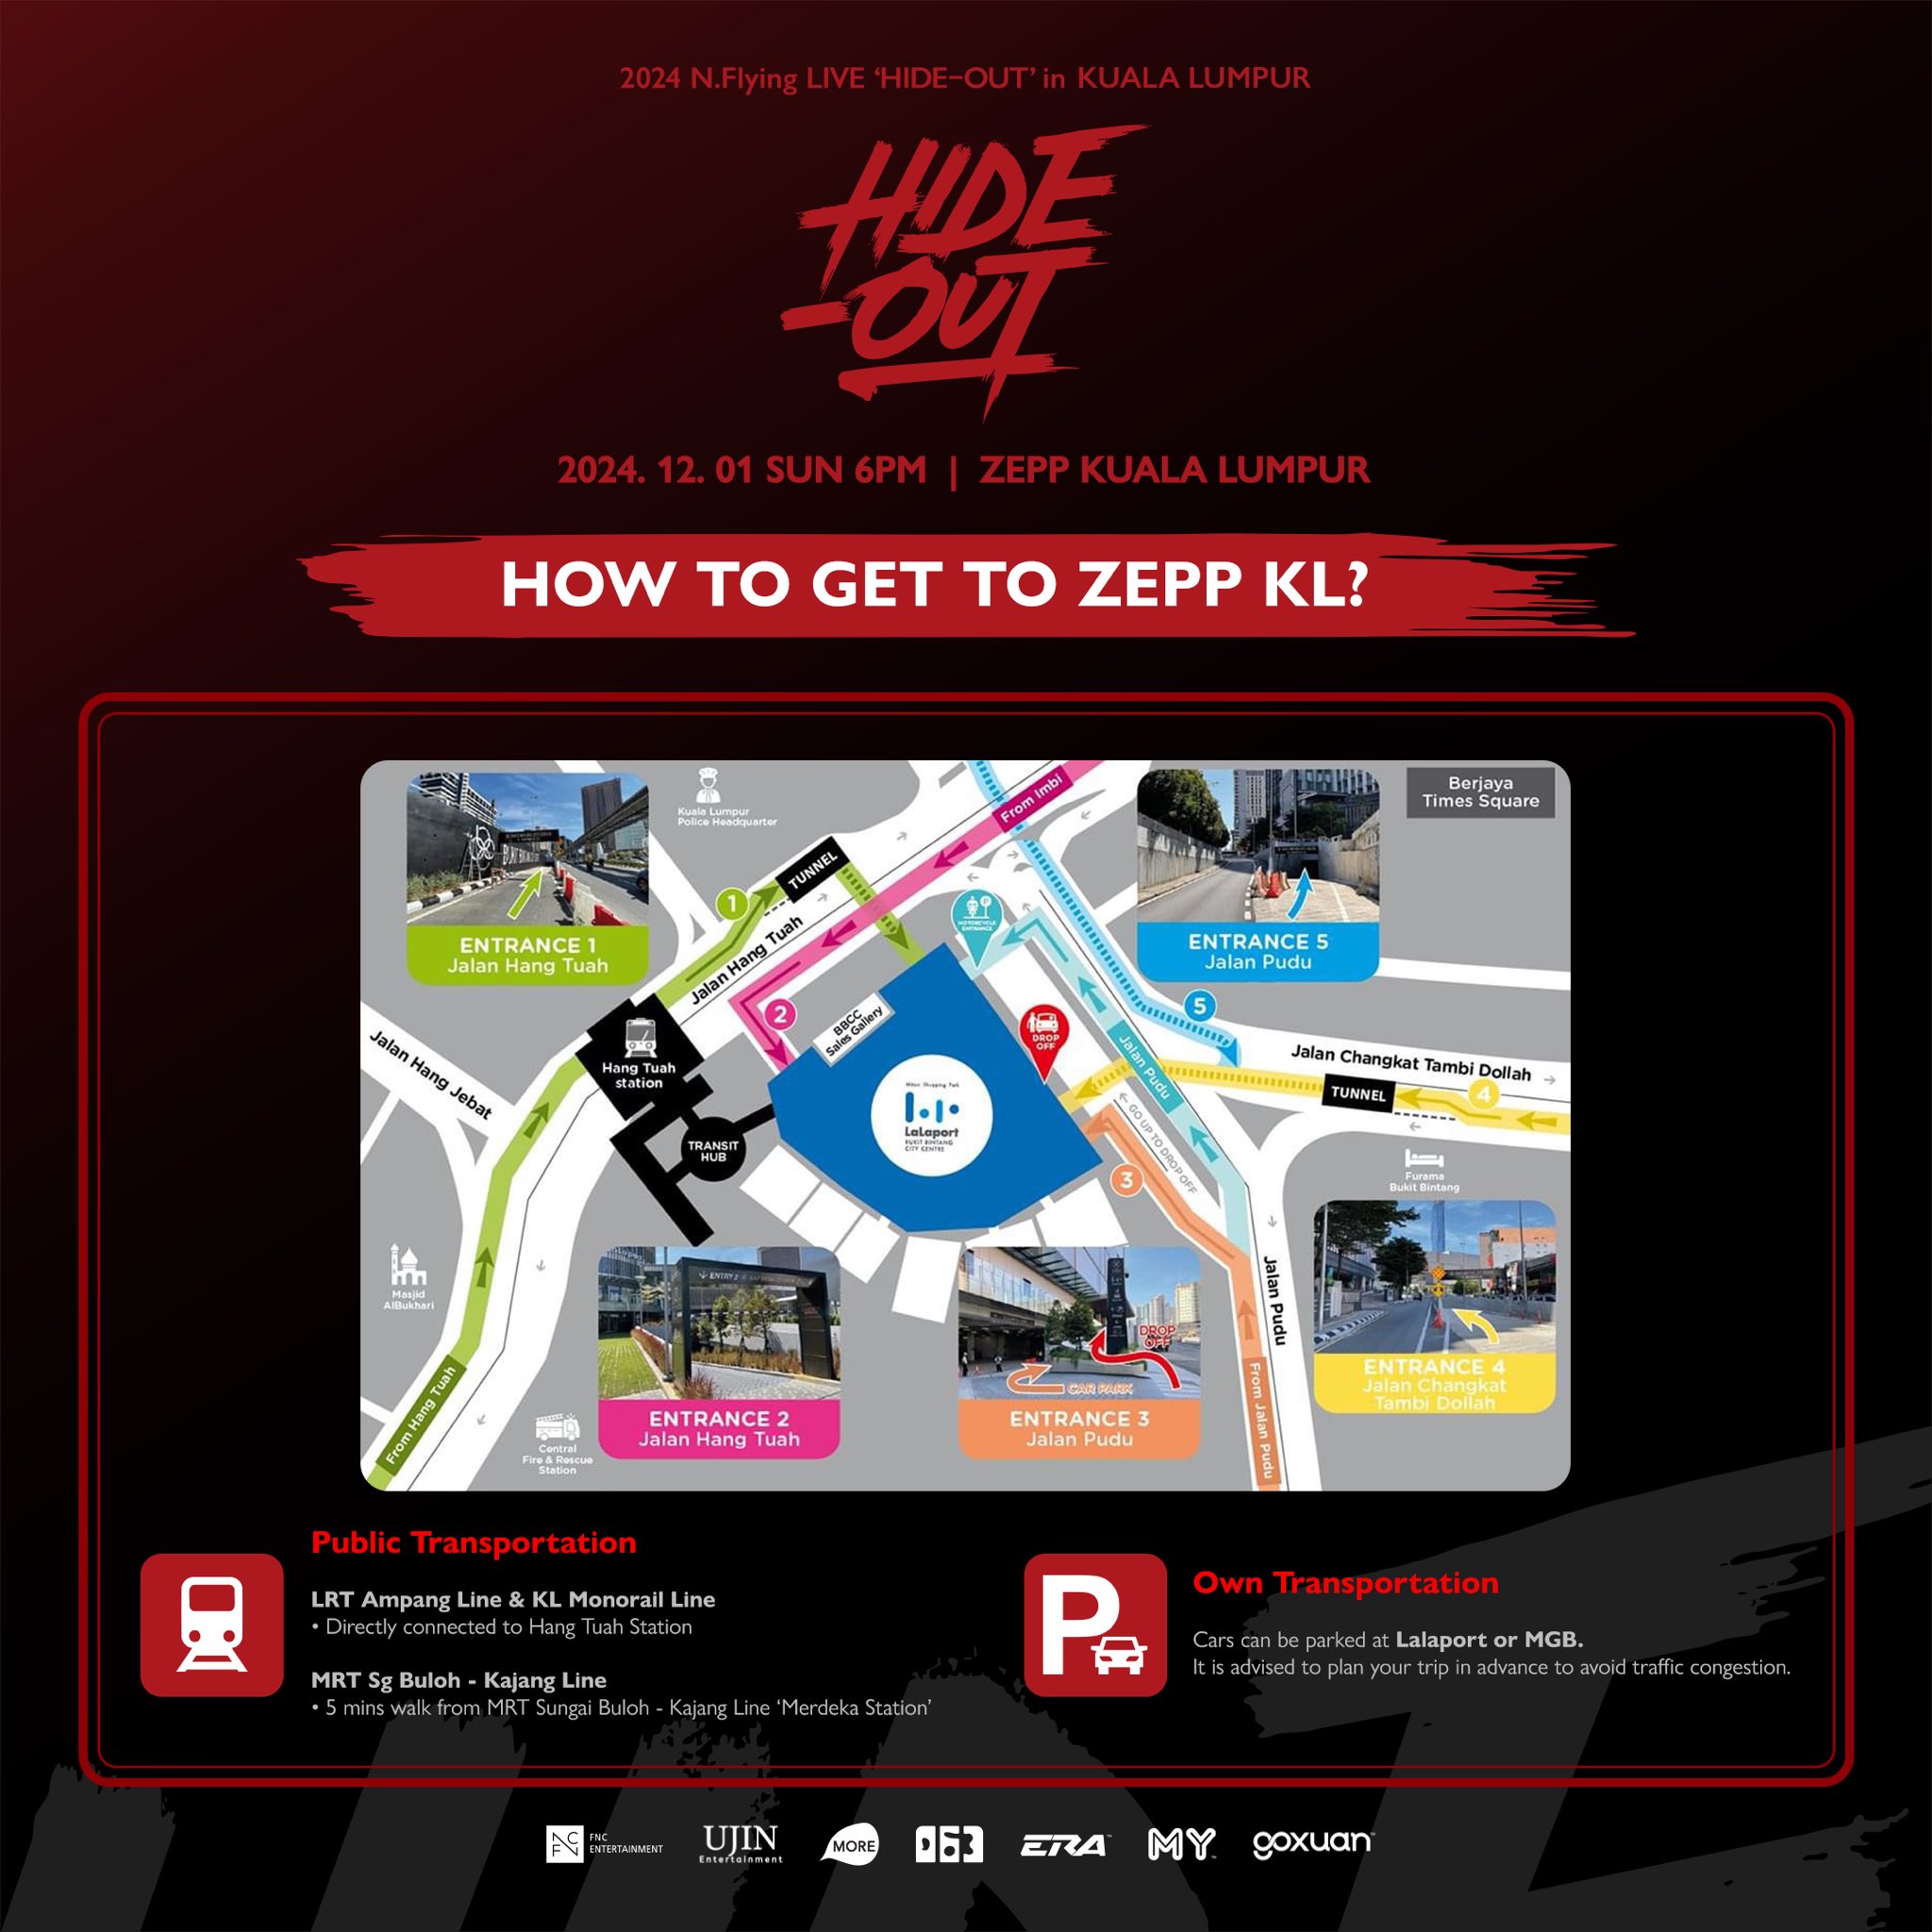 2024 N.Flying LIVE ‘HIDE-OUT’ in KUALA LUMPUR
HIDE
-OUT
2024. 12. 01 SUN 6PM | ZEPP KUALA LUMPUR
HOW TO GET TO ZEPP KL?
Kuala Lumpur
Police Headquarter
From Imbi
Berjaya
Times Square
TUNNEL
1
ENTRANCE 1
Jalan Hang Tuah
Jalan Hang Tuah
MOTORCYCLE
ENTRANCE
ENTRANCE 5
Jalan Pudu
2
BBCC
Sales Gallery
5
DROP
OFF
Jalan Hang Jebat
Hang Tuah
station
Jalan Pudu
Jalan Changkat Tambi Dollah
TUNNEL
4
Mitsui Shopping Park
LaLaport
BUKIT BINTANG
CITY CENTRE
TRANSIT
HUB
GO UP TO DROP OFF
3
Furama
Bukit Bintang
Masjid
AlBukhari
Jalan Pudu
ENTRY 2
DROP
OFF
CAR PARK
From Hang Tuah
From Jalan Pudu
ENTRANCE 4
Jalan Changkat
Tambi Dollah
Central
Fire & Rescue
Station
ENTRANCE 2
Jalan Hang Tuah
ENTRANCE 3
Jalan Pudu
Public Transportation
LRT Ampang Line & KL Monorail Line
• Directly connected to Hang Tuah Station
MRT Sg Buloh - Kajang Line
• 5 mins walk from MRT Sungai Buloh - Kajang Line ‘Merdeka Station’
P
Own Transportation
Cars can be parked at Lalaport or MGB.
It is advised to plan your trip in advance to avoid traffic congestion.
FNC
ENTERTAINMENT
UJIN
Entertainment
MORE
ERA
MY
goxuan